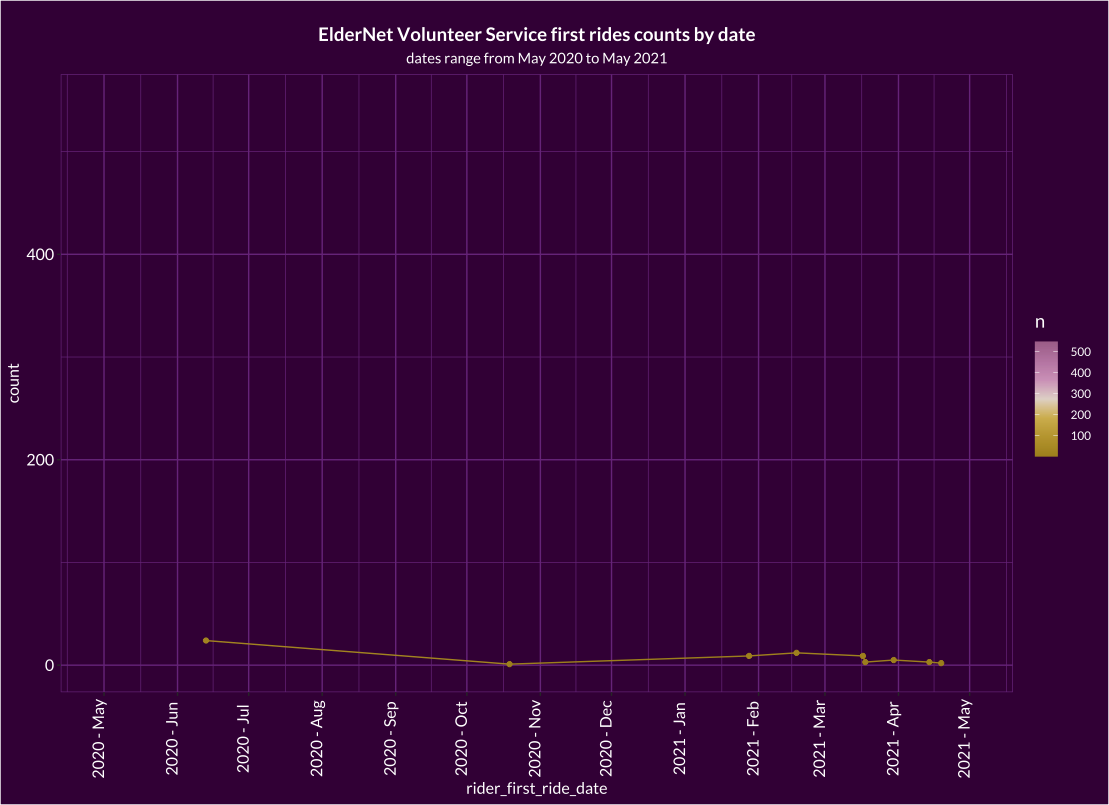 ElderNet Volunteer Service first rides counts by date
dates range from May 2020 to May 2021
count
400
200
0
n
500
400
300
200
100
2020 - May
2020 - Jun
2020 - Jul
2020 - Aug
2020 - Sep
2020 - Oct
2020 - Nov
2020 - Dec
2021 - Jan
2021 - Feb
2021 - Mar
2021 - Apr
2021 - May
rider_first_ride_date